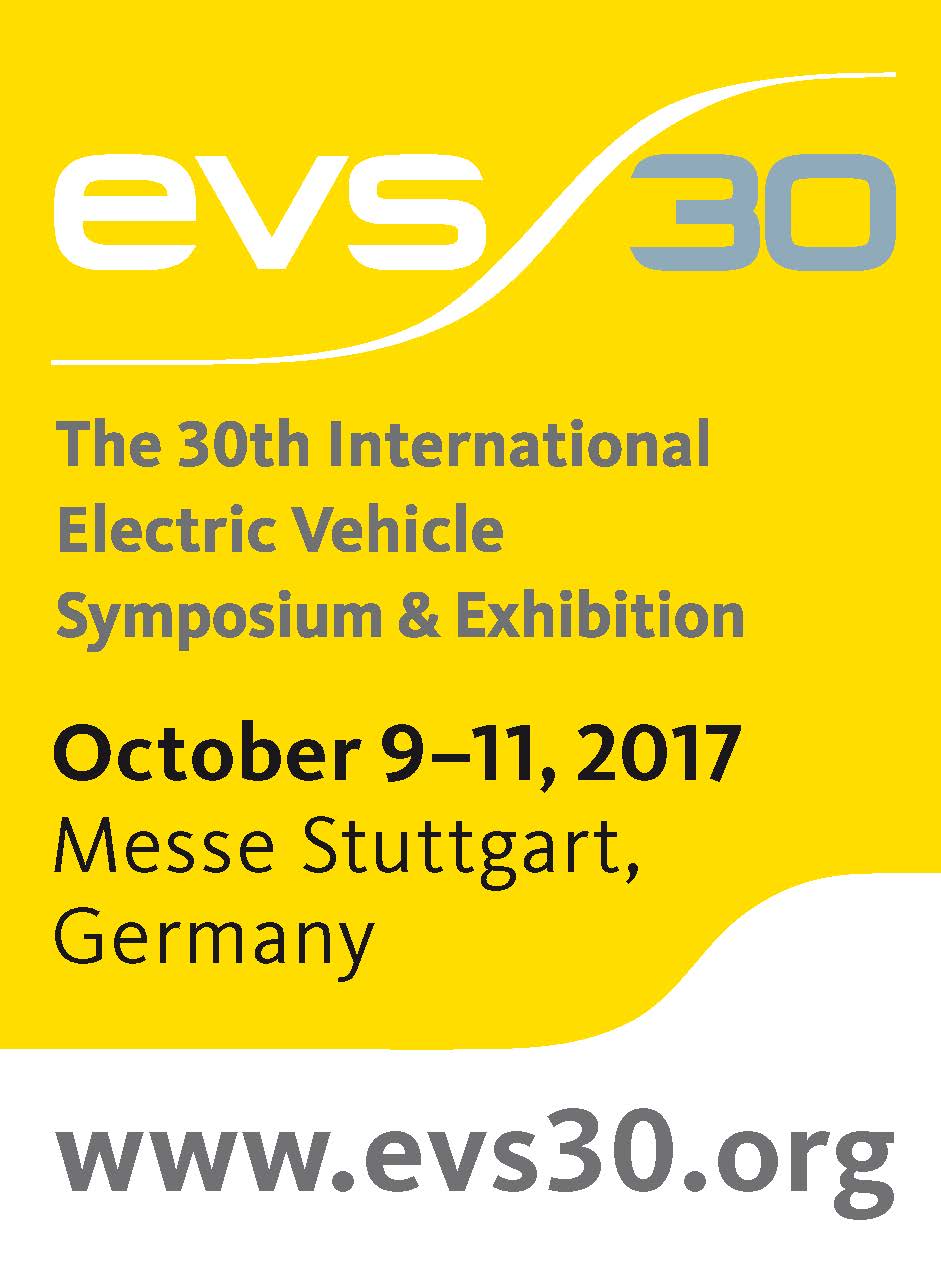 evs 30
The 30th International
Electric Vehicle
Symposium & Exhibition
October 9–11, 2017
Messe Stuttgart,
Germany
www.evs30.org